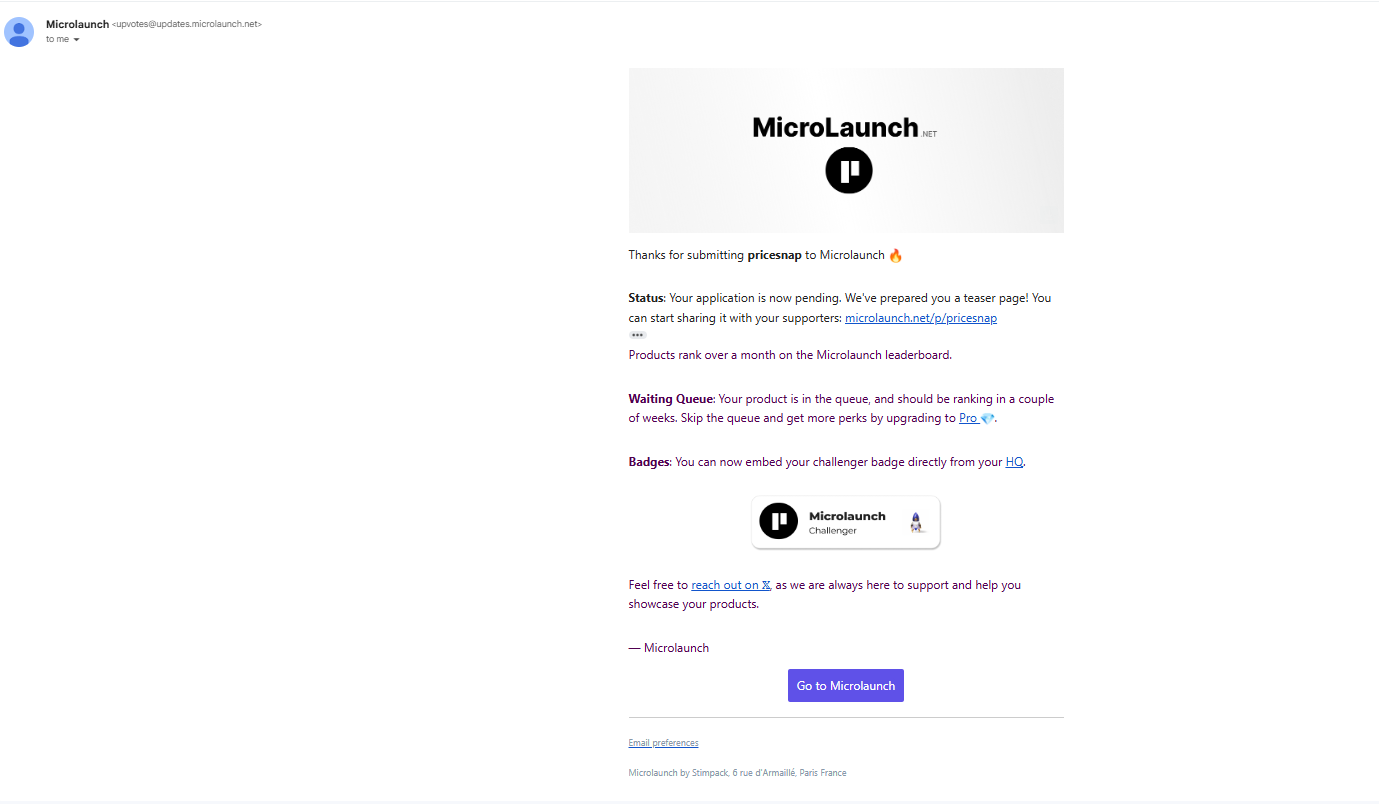 Microlaunch <upvotes@updates.microlaunch.net>
to me
MicroLaunch .NET
Thanks for submitting pricesnap to Microlaunch 🔥
Status: Your application is now pending. We've prepared you a teaser page! You
can start sharing it with your supporters: microlaunch.net/p/pricesnap
•••
Products rank over a month on the Microlaunch leaderboard.
Waiting Queue: Your product is in the queue, and should be ranking in a couple
of weeks. Skip the queue and get more perks by upgrading to Pro 💎.
Badges: You can now embed your challenger badge directly from your HQ.
Microlaunch
Challenger
Feel free to reach out on 𝕏, as we are always here to support and help you
showcase your products.
— Microlaunch
Go to Microlaunch
Email preferences
Microlaunch by Stimpack, 6 rue d'Armaillé, Paris France